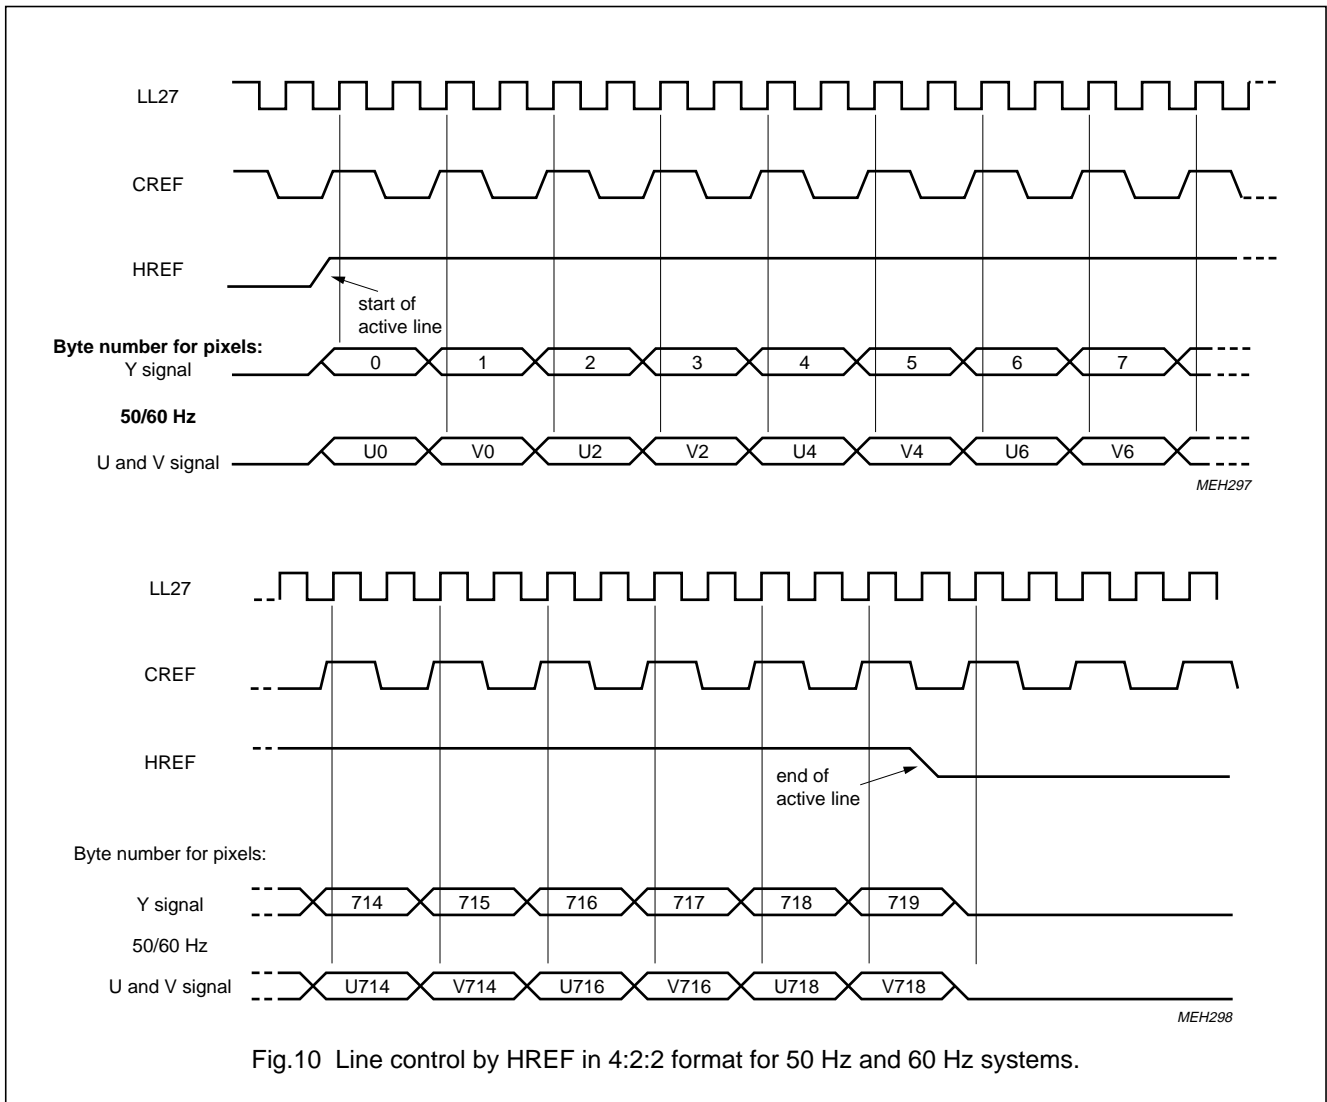 LL27
CREF
HREF
start of
active line
Byte number for pixels:
Y signal
0 1 2 3 4 5 6 7
50/60 Hz
U and V signal
U0 V0 U2 V2 U4 V4 U6 V6
MEH297
LL27
CREF
HREF
end of
active line
Byte number for pixels:
Y signal
714 715 716 717 718 719
50/60 Hz
U and V signal
U714 V714 U716 V716 U718 V718
MEH298
Fig.10 Line control by HREF in 4:2:2 format for 50 Hz and 60 Hz systems.